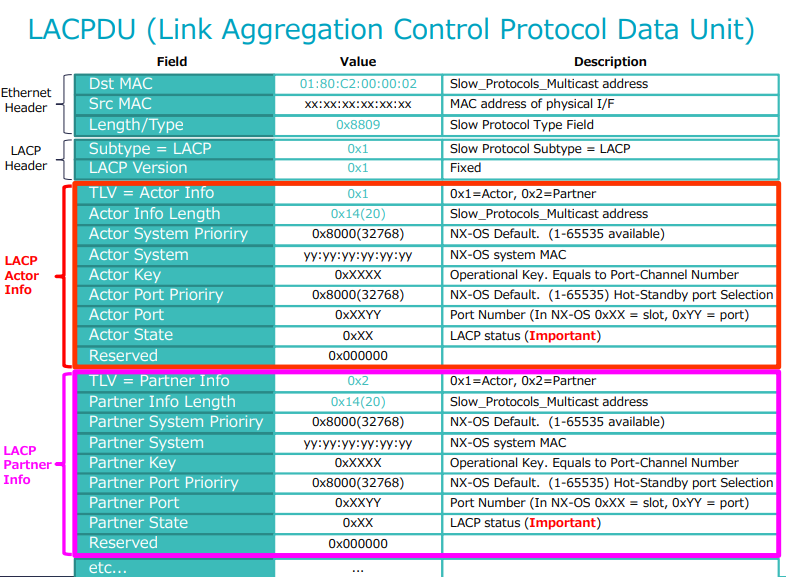 LACPDU (Link Aggregation Control Protocol Data Unit)
Field Value Description
Ethernet Header
Dst MAC 01:80:C2:00:00:02 Slow_Protocols_Multicast address
Src MAC xx:xx:xx:xx:xx:xx MAC address of physical I/F
Length/Type 0x8809 Slow Protocol Type Field
LACP Header
Subtype = LACP 0x1 Slow Protocol Subtype = LACP
LACP Version 0x1 Fixed
LACP Actor Info
TLV = Actor Info 0x1 0x1=Actor, 0x2=Partner
Actor Info Length 0x14(20) Slow_Protocols_Multicast address
Actor System Prioriry 0x8000(32768) NX-OS Default. (1-65535 available)
Actor System yy:yy:yy:yy:yy:yy NX-OS system MAC
Actor Key 0xXXXX Operational Key. Equals to Port-Channel Number
Actor Port Prioriry 0x8000(32768) NX-OS Default. (1-65535) Hot-Standby port Selection
Actor Port 0xXXYY Port Number (In NX-OS 0xXX = slot, 0xYY = port)
Actor State 0xXX LACP status (Important)
Reserved 0x000000
LACP Partner Info
TLV = Partner Info 0x2 0x1=Actor, 0x2=Partner
Partner Info Length 0x14(20) Slow_Protocols_Multicast address
Partner System Prioriry 0x8000(32768) NX-OS Default. (1-65535 available)
Partner System yy:yy:yy:yy:yy:yy NX-OS system MAC
Partner Key 0xXXXX Operational Key. Equals to Port-Channel Number
Partner Port Prioriry 0x8000(32768) NX-OS Default. (1-65535) Hot-Standby port Selection
Partner Port 0xXXYY Port Number (In NX-OS 0xXX = slot, 0xYY = port)
Partner State 0xXX LACP status (Important)
Reserved 0x000000
etc... ...